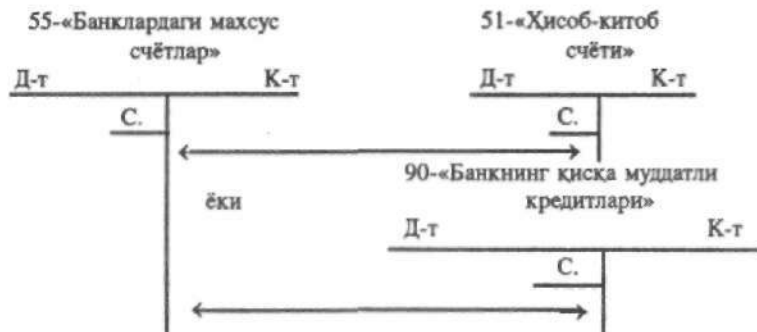 55-«Банклардаги махсус
счётлар»
Д-т К-т
С.
51-«Ҳисоб-китоб
счёти»
Д-т К-т
С.
ёки
90-«Банкнинг қисқа муддатли
кредитлари»
Д-т К-т
С.